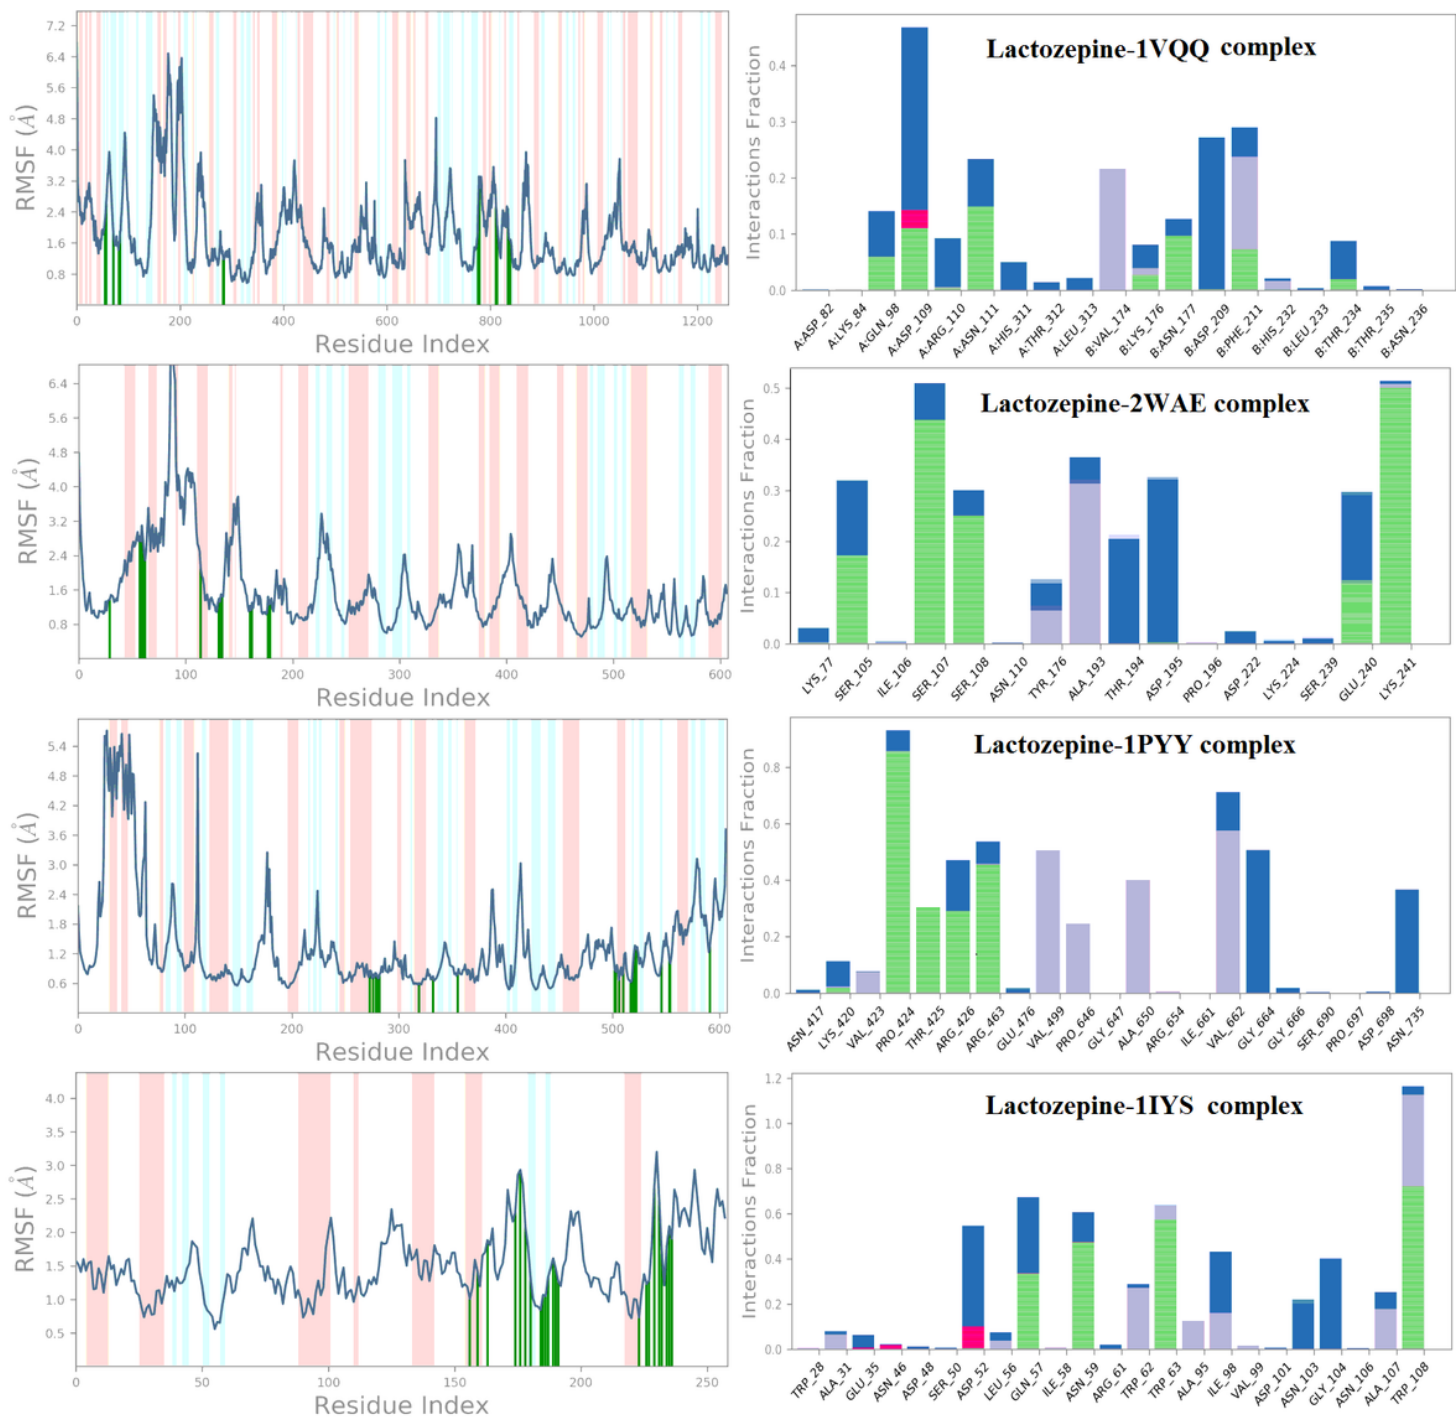 7.2
6.4
5.6
4.8
4.0
3.2
2.4
1.6
0.8
RMSF (Å)
0 200 400 600 800 1000 1200
Residue Index
Lactozepine-1VQQ complex
0.4
0.3
0.2
0.1
0.0
Interactions Fraction
A:ASP_82
A:LYS_84
A:GLN_98
A:ASP_109
A:ARG_110
A:ASN_111
A:HIS_311
A:THR_312
A:LEU_313
B:VAL_174
B:LYS_176
B:ASN_177
B:ASP_209
B:PHE_211
B:HIS_232
B:LEU_233
B:THR_234
B:THR_235
B:ASN_236
6.4
5.6
4.8
4.0
3.2
2.4
1.6
0.8
RMSF (Å)
0 100 200 300 400 500 600
Residue Index
Lactozepine-2WAE complex
0.5
0.4
0.3
0.2
0.1
0.0
Interactions Fraction
LYS_77
SER_105
ILE_106
SER_107
SER_108
ASN_110
TYR_176
ALA_193
THR_194
ASP_195
PRO_196
ASP_222
LYS_224
SER_239
GLU_240
LYS_241
5.4
4.8
4.2
3.6
3.0
2.4
1.8
1.2
0.6
RMSF (Å)
0 100 200 300 400 500 600
Residue Index
Lactozepine-1PYY complex
0.8
0.6
0.4
0.2
0.0
Interactions Fraction
ASN_417
LYS_420
VAL_423
PRO_424
THR_425
ARG_426
ARG_463
GLU_476
VAL_499
PRO_646
GLY_647
ALA_650
ARG_654
ILE_661
VAL_662
GLY_664
GLY_666
SER_690
PRO_697
ASP_698
ASN_735
4.0
3.5
3.0
2.5
2.0
1.5
1.0
0.5
RMSF (Å)
0 50 100 150 200 250
Residue Index
Lactozepine-1IYS complex
1.2
1.0
0.8
0.6
0.4
0.2
0.0
Interactions Fraction
TRP_28
ALA_31
GLU_35
ASN_46
ASP_48
SER_50
ASP_52
LEU_56
GLN_57
ILE_58
ASN_59
ARG_61
TRP_62
TRP_63
ALA_95
ILE_98
VAL_99
ASP_101
ASN_103
GLY_104
ASN_106
ALA_107
TRP_108